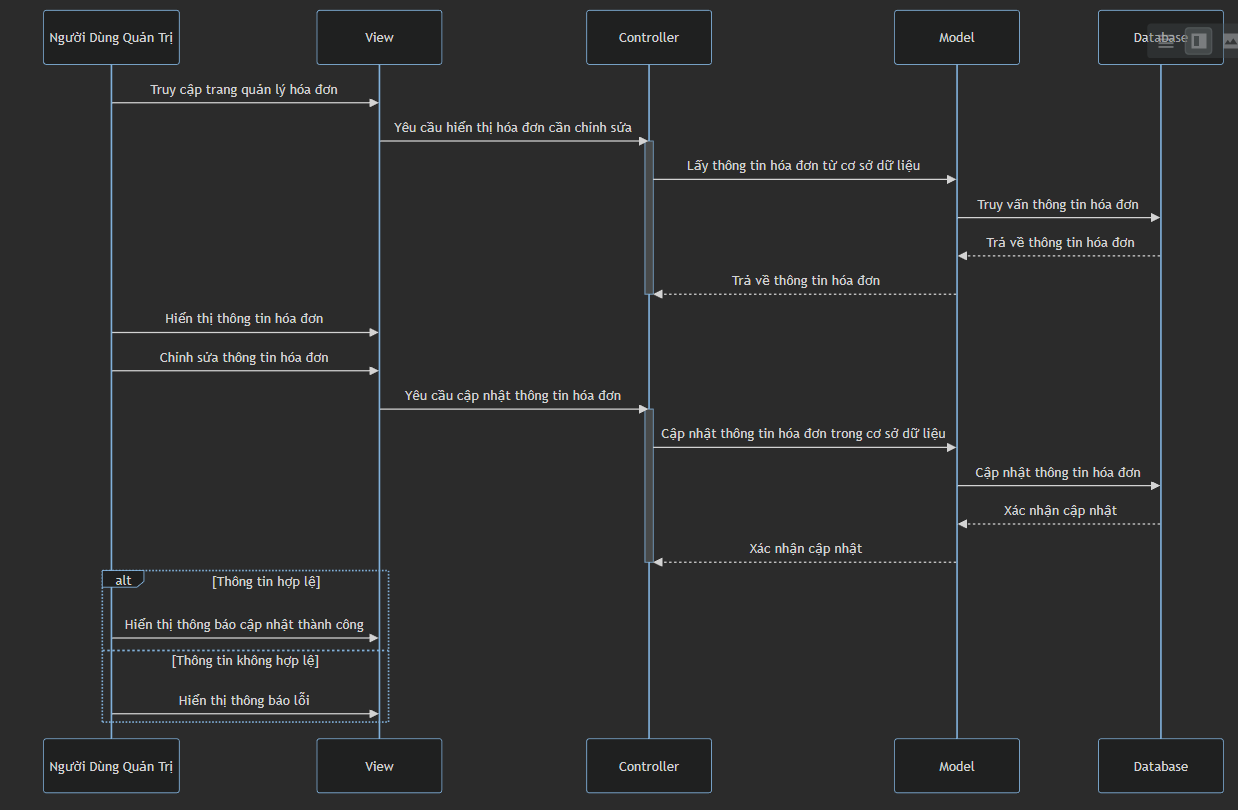 Người Dùng Quản Trị
View
Controller
Model
Database
Truy cập trang quản lý hóa đơn
Yêu cầu hiển thị hóa đơn cần chỉnh sửa
Lấy thông tin hóa đơn từ cơ sở dữ liệu
Truy vấn thông tin hóa đơn
Trả về thông tin hóa đơn
Trả về thông tin hóa đơn
Hiển thị thông tin hóa đơn
Chỉnh sửa thông tin hóa đơn
Yêu cầu cập nhật thông tin hóa đơn
Cập nhật thông tin hóa đơn trong cơ sở dữ liệu
Cập nhật thông tin hóa đơn
Xác nhận cập nhật
Xác nhận cập nhật
alt
[Thông tin hợp lệ]
Hiển thị thông báo cập nhật thành công
[Thông tin không hợp lệ]
Hiển thị thông báo lỗi
Người Dùng Quản Trị
View
Controller
Model
Database